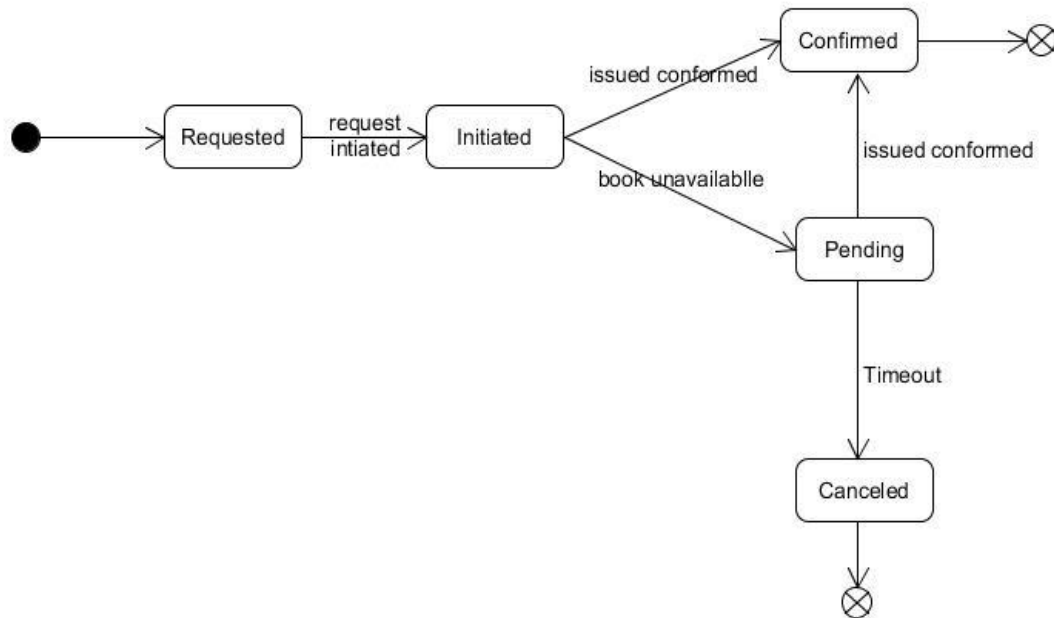 Confirmed
issued conformed
request
Requested
Initiated
intiated
issued conformed
book unavailablle
Pending
Timeout
Canceled